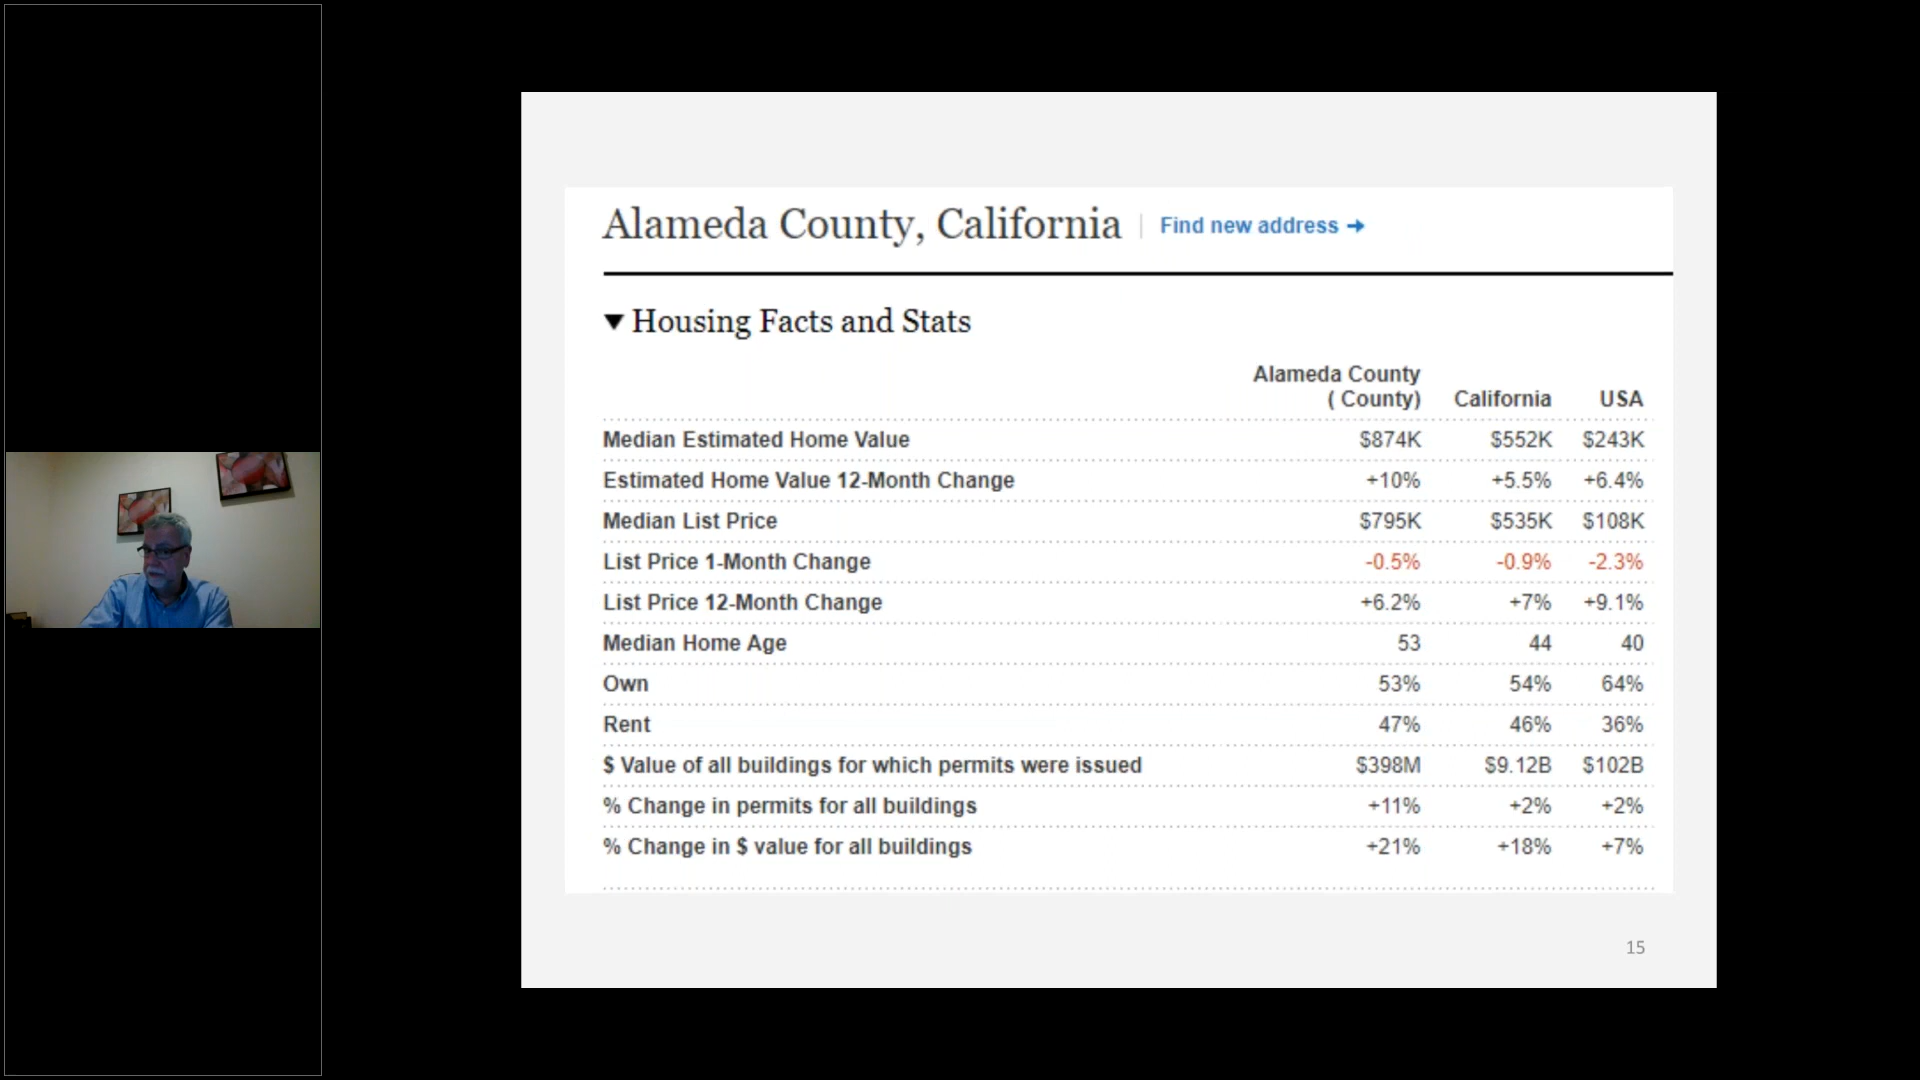 Alameda County, California | Find new address →
▼ Housing Facts and Stats
Alameda County
( County) California USA
Median Estimated Home Value $874K $552K $243K
Estimated Home Value 12-Month Change +10% +5.5% +6.4%
Median List Price $795K $535K $108K
List Price 1-Month Change -0.5% -0.9% -2.3%
List Price 12-Month Change +6.2% +7% +9.1%
Median Home Age 53 44 40
Own 53% 54% 64%
Rent 47% 46% 36%
$ Value of all buildings for which permits were issued $398M $9.12B $102B
% Change in permits for all buildings +11% +2% +2%
% Change in $ value for all buildings +21% +18% +7%
15